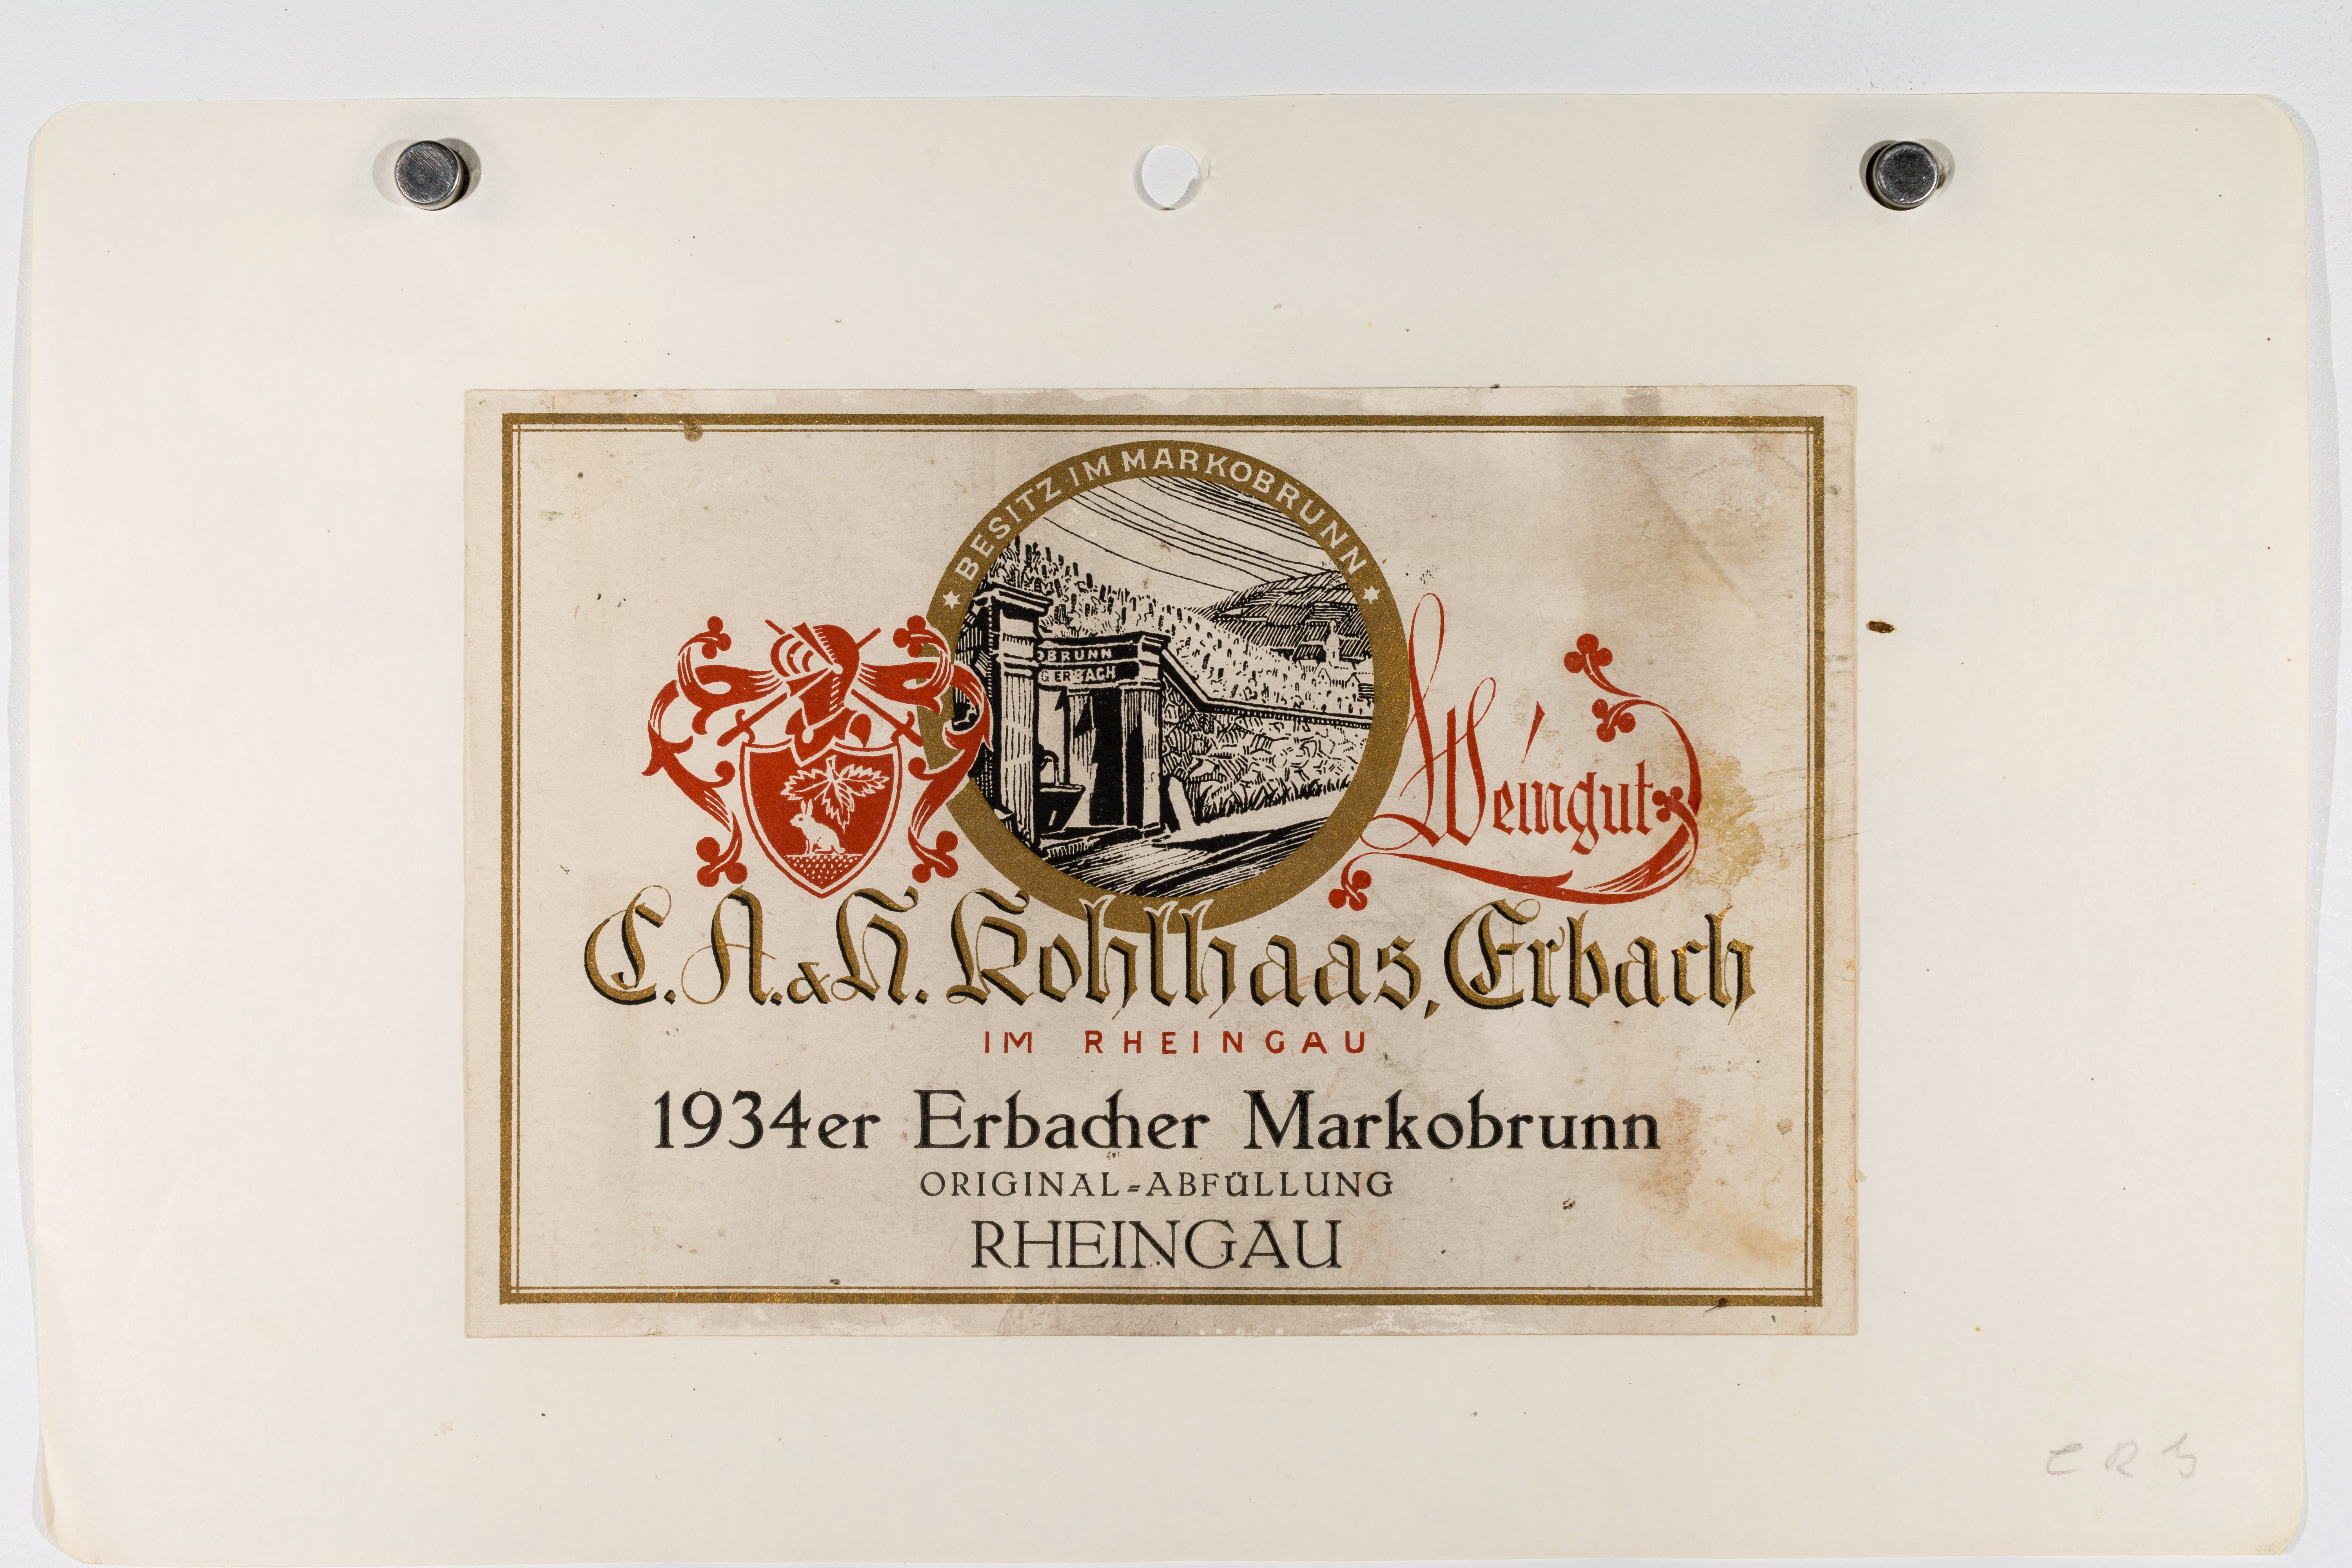 BESITZ IM MARKOBRUNN
OBRUNN
G ERBACH
Weingut
C. A. & H. Kohlhaas, Erbach
IM RHEINGAU
1934er Erbacher Markobrunn
ORIGINAL-ABFÜLLUNG
RHEINGAU